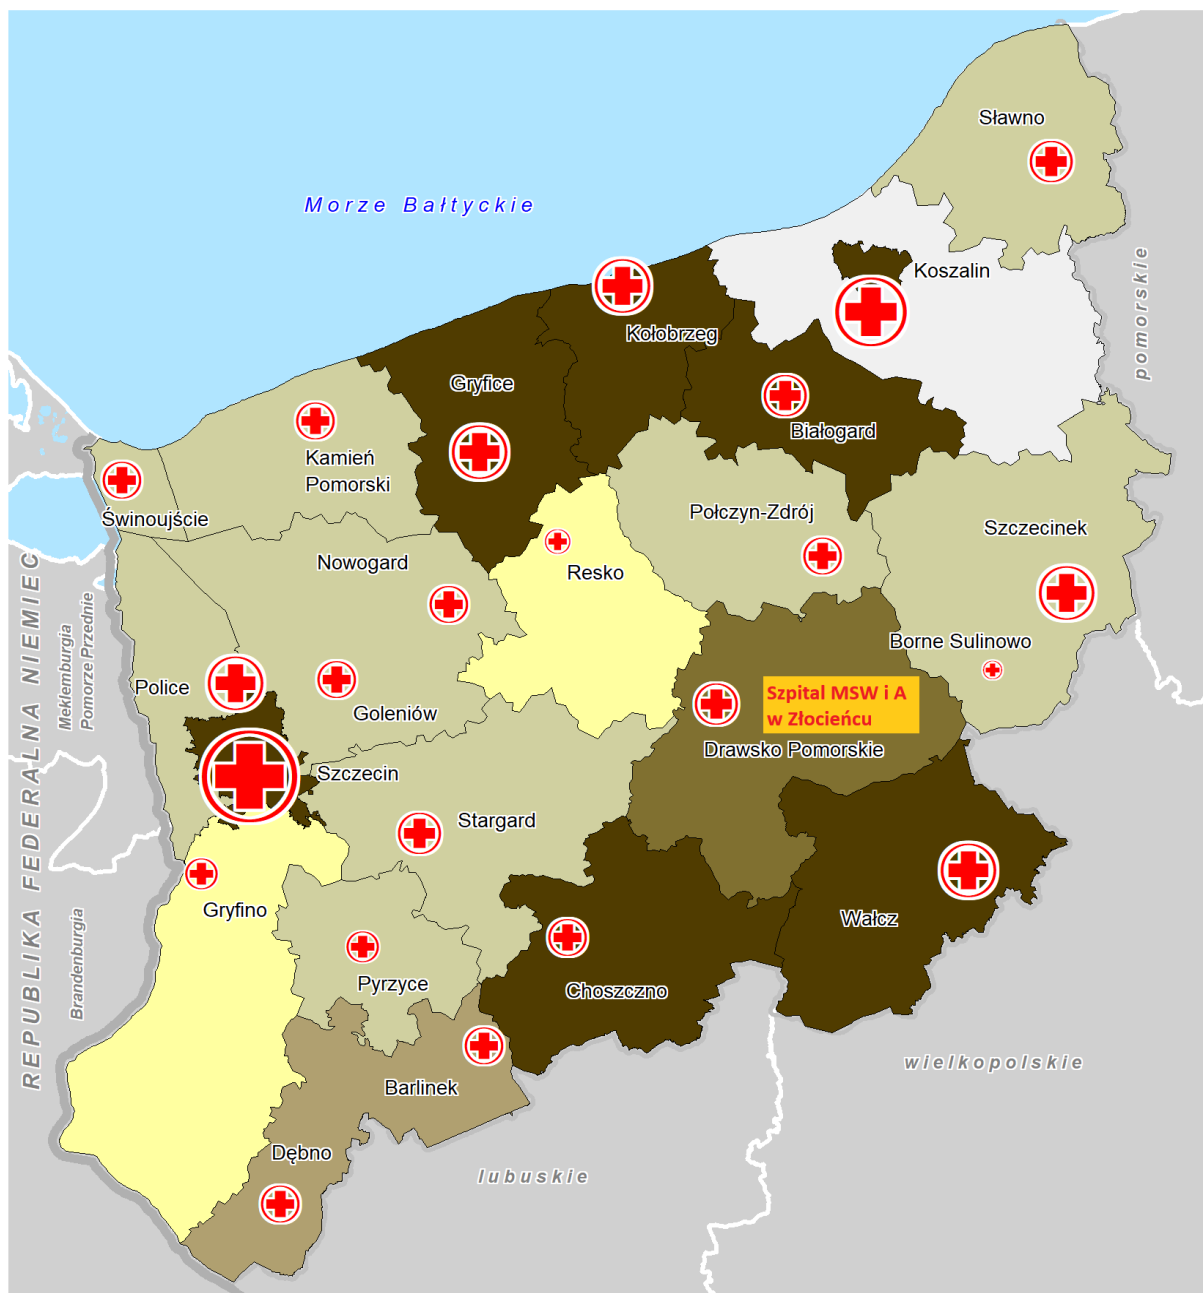 Sławno
Morze Bałtyckie
pomorskie
Koszalin
Kołobrzeg
Gryfice
Białogard
Kamień
Pomorski
Świnoujście
Połczyn-Zdrój
Szczecinek
Nowogard
Resko
REPUBLIKA FEDERALNA NIEMIEC
Meklemburgia
Pomorze Przednie
Borne Sulinowo
Police
Goleniów
Szpital MSW i A
w Złocieńcu
Drawsko Pomorskie
Szczecin
Stargard
Gryfino
Wałcz
Brandenburgia
Pyrzyce
Choszczno
wielkopolskie
Barlinek
Dębno
lubuskie